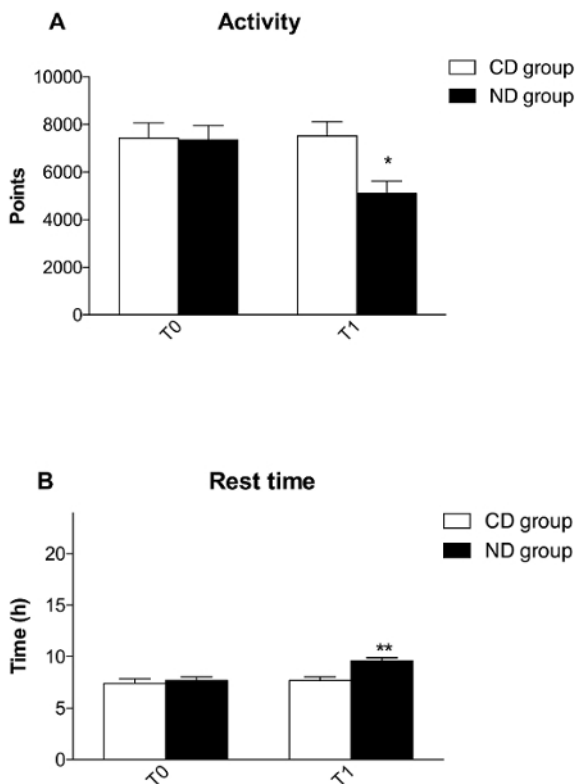 A
Activity
CD group
ND group
10000
8000
6000
4000
2000
0
Points
*
T0
T1
B
Rest time
CD group
ND group
20
15
10
5
0
Time (h)
**
T0
T1